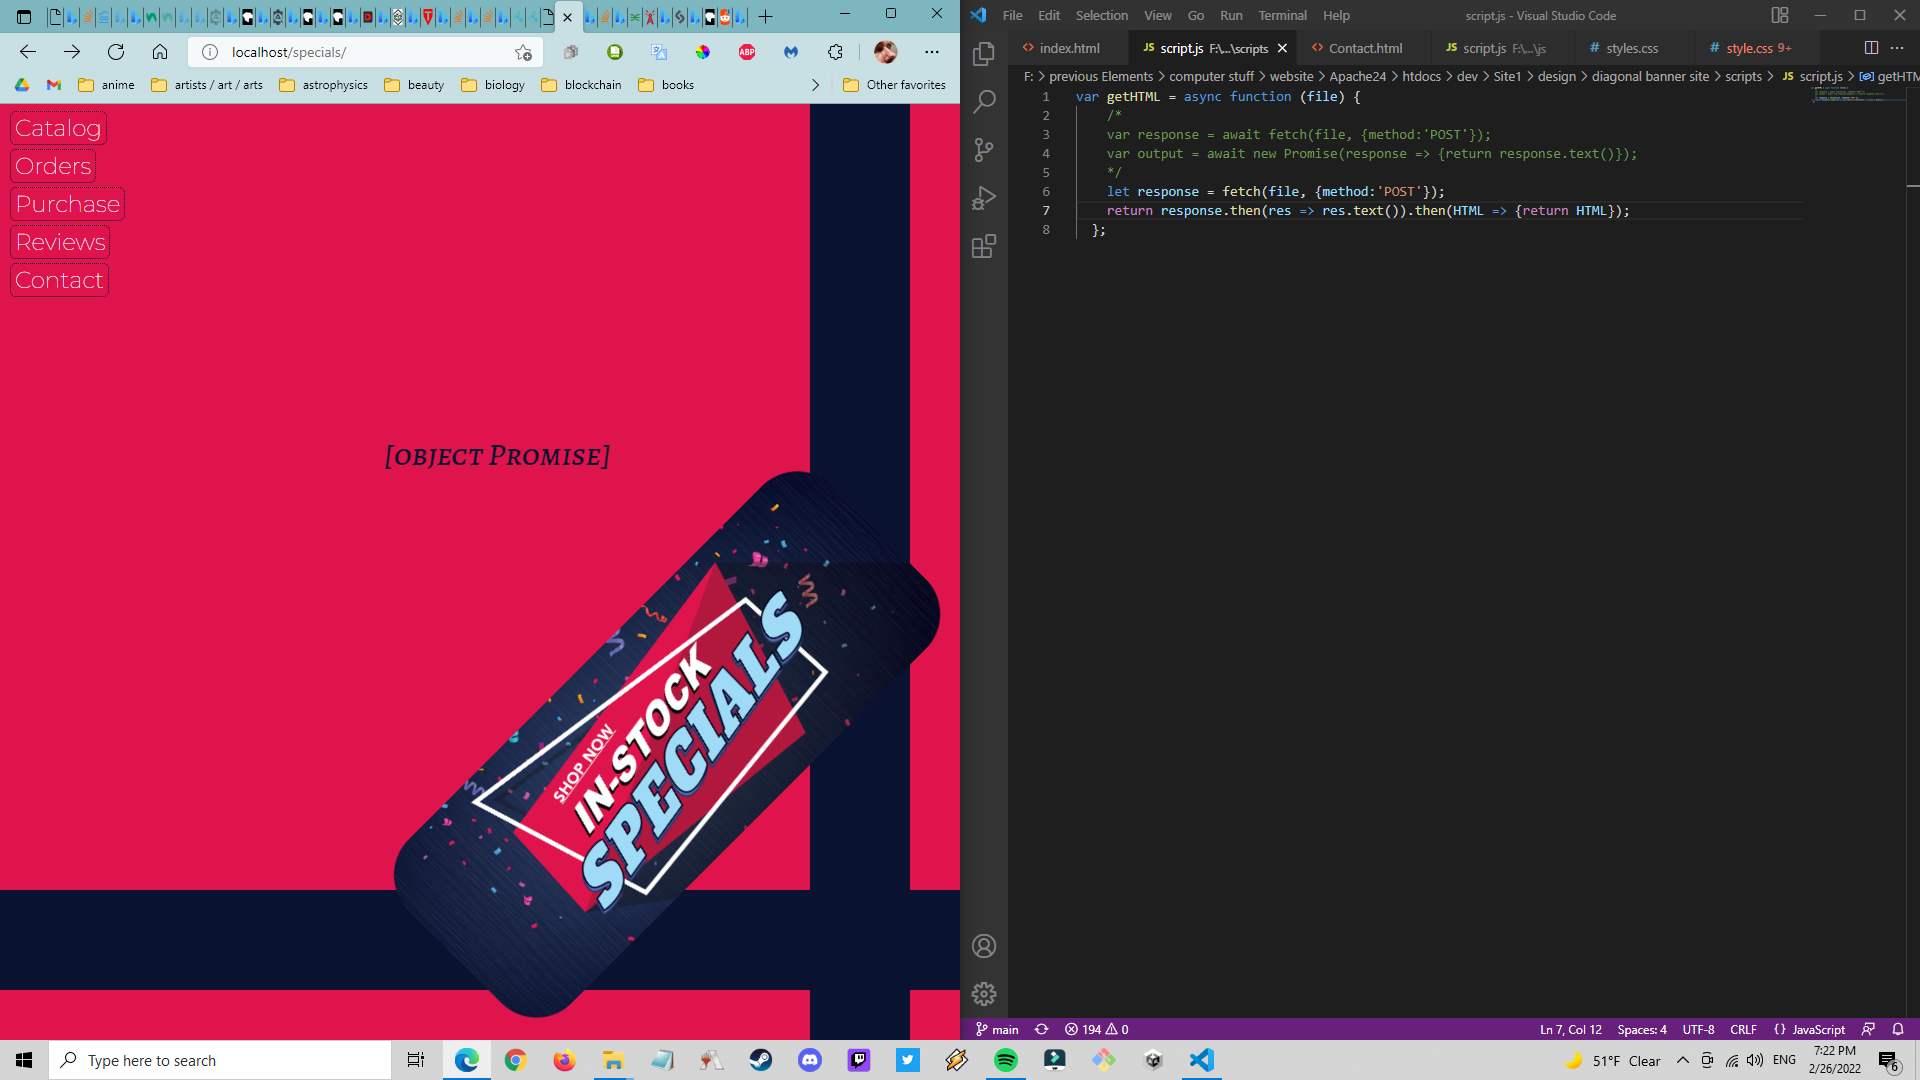 localhost/specials/
ABP
anime
artists / art / arts
astrophysics
beauty
biology
blockchain
books
Other favorites
Catalog
Orders
Purchase
Reviews
Contact
[object Promise]
SHOP NOW
IN-STOCK
SPECIALS
File Edit Selection View Go Run Terminal Help
script.js - Visual Studio Code
index.html
JS script.js F:\...\scripts
Contact.html
JS script.js F:\...\js
# styles.css
# style.css 9+
F: > previous Elements > computer stuff > website > Apache24 > htdocs > dev > Site1 > design > diagonal banner site > scripts > JS script.js > getHTM
1 var getHTML = async function (file) {
2 /*
3 var response = await fetch(file, {method:'POST'});
4 var output = await new Promise(response => {return response.text()});
5 */
6 let response = fetch(file, {method:'POST'});
7 return response.then(res => res.text()).then(HTML => {return HTML});
8 };
main
194 0
Ln 7, Col 12
Spaces: 4
UTF-8
CRLF
{} JavaScript
Type here to search
51°F Clear
ENG
7:22 PM
2/26/2022
6